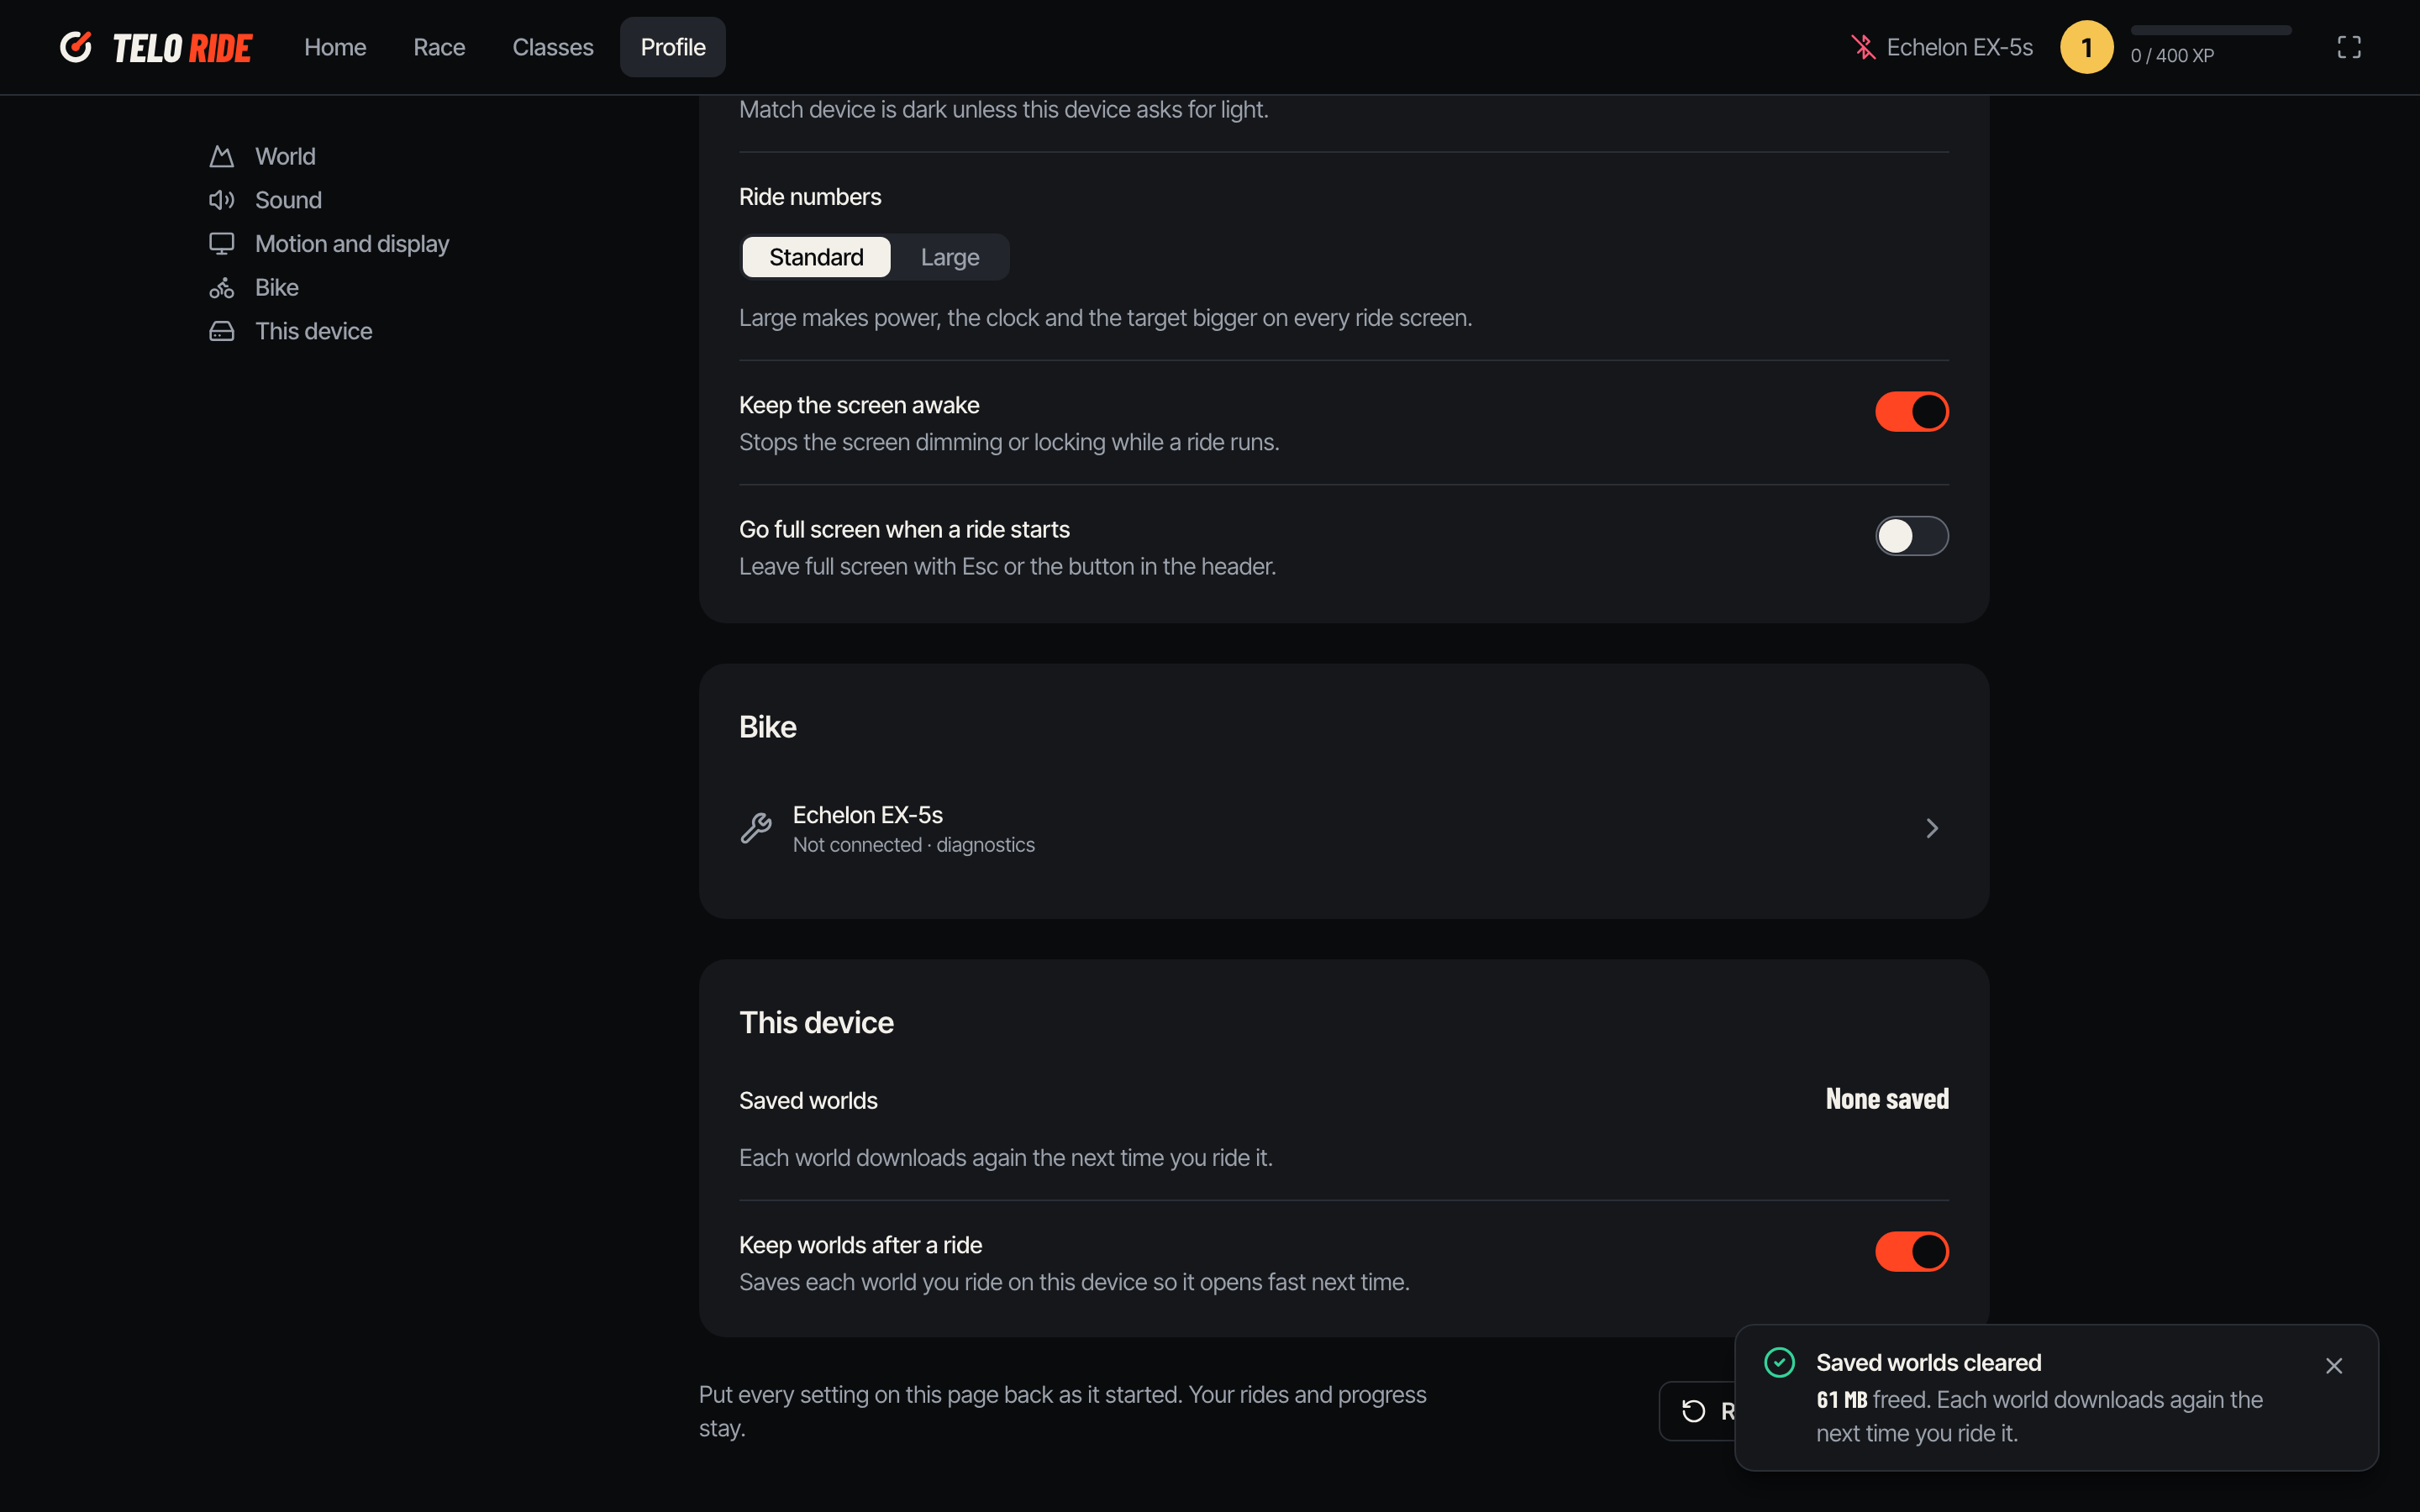 TELO RIDE
Home
Race
Classes
Profile
Echelon EX-5s
1
0 / 400 XP
World
Sound
Motion and display
Bike
This device
Match device is dark unless this device asks for light.
Ride numbers
Standard
Large
Large makes power, the clock and the target bigger on every ride screen.
Keep the screen awake
Stops the screen dimming or locking while a ride runs.
Go full screen when a ride starts
Leave full screen with Esc or the button in the header.
Bike
Echelon EX-5s
Not connected · diagnostics
This device
Saved worlds
None saved
Each world downloads again the next time you ride it.
Keep worlds after a ride
Saves each world you ride on this device so it opens fast next time.
Put every setting on this page back as it started. Your rides and progress
stay.
Saved worlds cleared
61 MB freed. Each world downloads again the
next time you ride it.